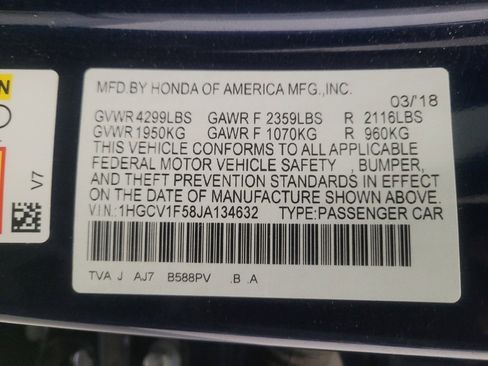 MFD.BY HONDA OF AMERICA MFG.,INC.
03/18
GVWR 4299LBS GAWR F 2359LBS R 2116LBS
GVWR 1950KG GAWR F 1070KG R 960KG
THIS VEHICLE CONFORMS TO ALL APPLICABLE
FEDERAL MOTOR VEHICLE SAFETY , BUMPER,
AND THEFT PREVENTION STANDARDS IN EFFECT
ON THE DATE OF MANUFACTURE SHOWN ABOVE.
V.I.N.:1HGCV1F58JA134632 TYPE:PASSENGER CAR
TVA J AJ7 B588PV .B .A
V7